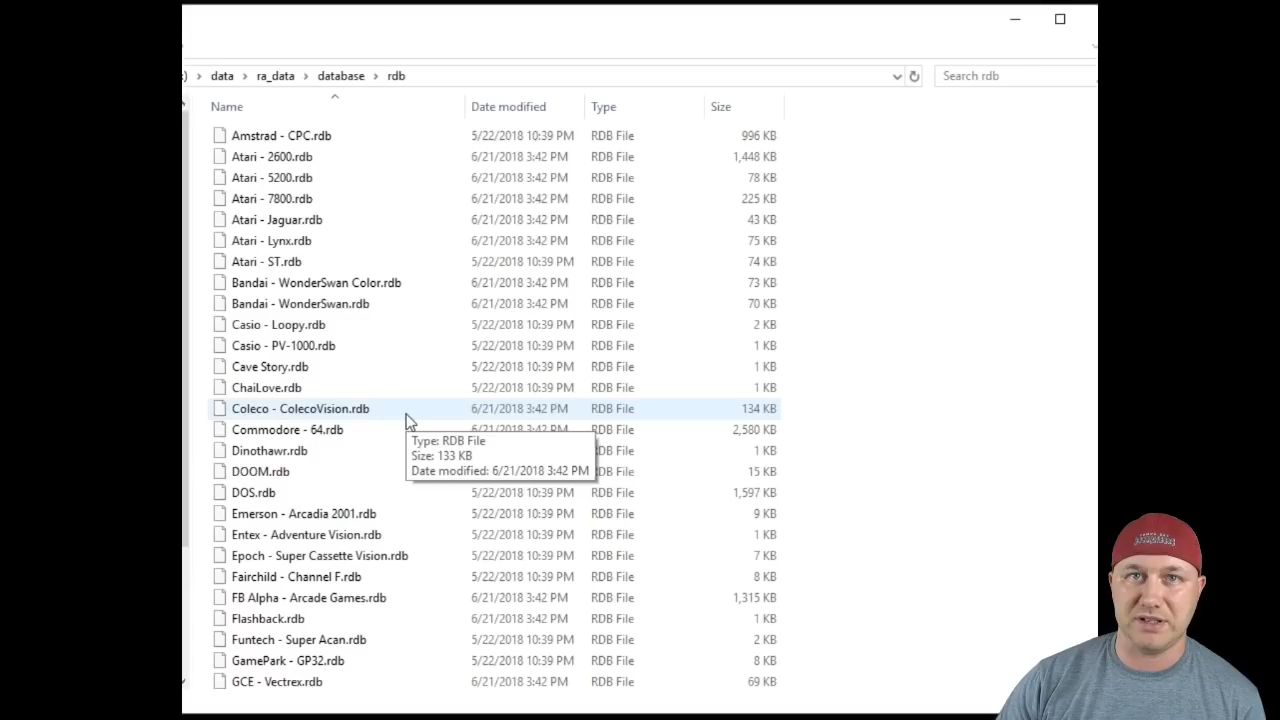 data > ra_data > database > rdb
Search rdb
Name Date modified Type Size
Amstrad - CPC.rdb 5/22/2018 10:39 PM RDB File 996 KB
Atari - 2600.rdb 6/21/2018 3:42 PM RDB File 1,448 KB
Atari - 5200.rdb 6/21/2018 3:42 PM RDB File 78 KB
Atari - 7800.rdb 6/21/2018 3:42 PM RDB File 225 KB
Atari - Jaguar.rdb 6/21/2018 3:42 PM RDB File 43 KB
Atari - Lynx.rdb 6/21/2018 3:42 PM RDB File 75 KB
Atari - ST.rdb 5/22/2018 10:39 PM RDB File 74 KB
Bandai - WonderSwan Color.rdb 6/21/2018 3:42 PM RDB File 73 KB
Bandai - WonderSwan.rdb 6/21/2018 3:42 PM RDB File 70 KB
Casio - Loopy.rdb 5/22/2018 10:39 PM RDB File 2 KB
Casio - PV-1000.rdb 5/22/2018 10:39 PM RDB File 1 KB
Cave Story.rdb 5/22/2018 10:39 PM RDB File 1 KB
ChaiLove.rdb 5/22/2018 10:39 PM RDB File 1 KB
Coleco - ColecoVision.rdb 6/21/2018 3:42 PM RDB File 134 KB
Commodore - 64.rdb 6/21/2018 3:42 PM RDB File 2,580 KB
Type: RDB File
Size: 133 KB
Date modified: 6/21/2018 3:42 PM
Dinothawr.rdb DB File 1 KB
DOOM.rdb DB File 15 KB
DOS.rdb 5/22/2018 10:39 PM RDB File 1,597 KB
Emerson - Arcadia 2001.rdb 5/22/2018 10:39 PM RDB File 9 KB
Entex - Adventure Vision.rdb 5/22/2018 10:39 PM RDB File 1 KB
Epoch - Super Cassette Vision.rdb 5/22/2018 10:39 PM RDB File 7 KB
Fairchild - Channel F.rdb 5/22/2018 10:39 PM RDB File 8 KB
FB Alpha - Arcade Games.rdb 6/21/2018 3:42 PM RDB File 1,315 KB
Flashback.rdb 6/21/2018 3:42 PM RDB File 1 KB
Funtech - Super Acan.rdb 5/22/2018 10:39 PM RDB File 2 KB
GamePark - GP32.rdb 5/22/2018 10:39 PM RDB File 8 KB
GCE - Vectrex.rdb 6/21/2018 3:42 PM RDB File 69 KB